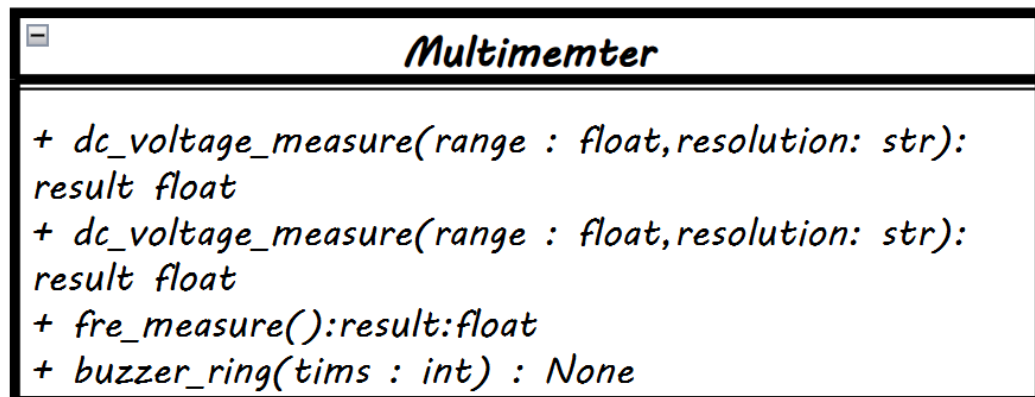 Multimemter
+ dc_voltage_measure(range : float,resolution: str):
result float
+ dc_voltage_measure(range : float,resolution: str):
result float
+ fre_measure():result:float
+ buzzer_ring(tims : int) : None